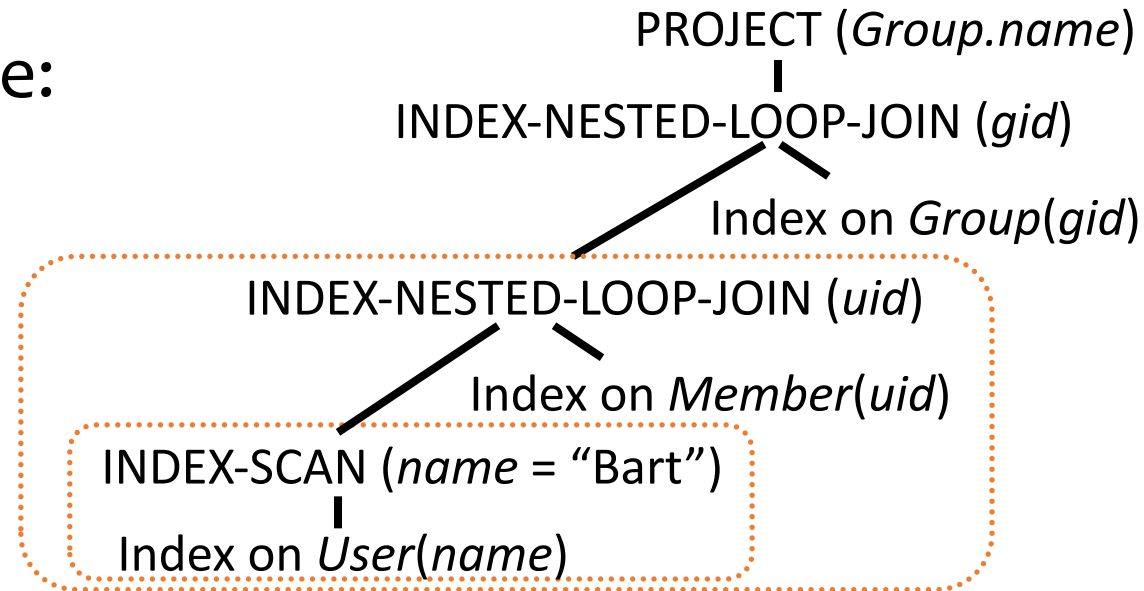 PROJECT (Group.name)
e:
INDEX-NESTED-LOOP-JOIN (gid)
Index on Group(gid)
INDEX-NESTED-LOOP-JOIN (uid)
Index on Member(uid)
INDEX-SCAN (name = “Bart”)
Index on User(name)